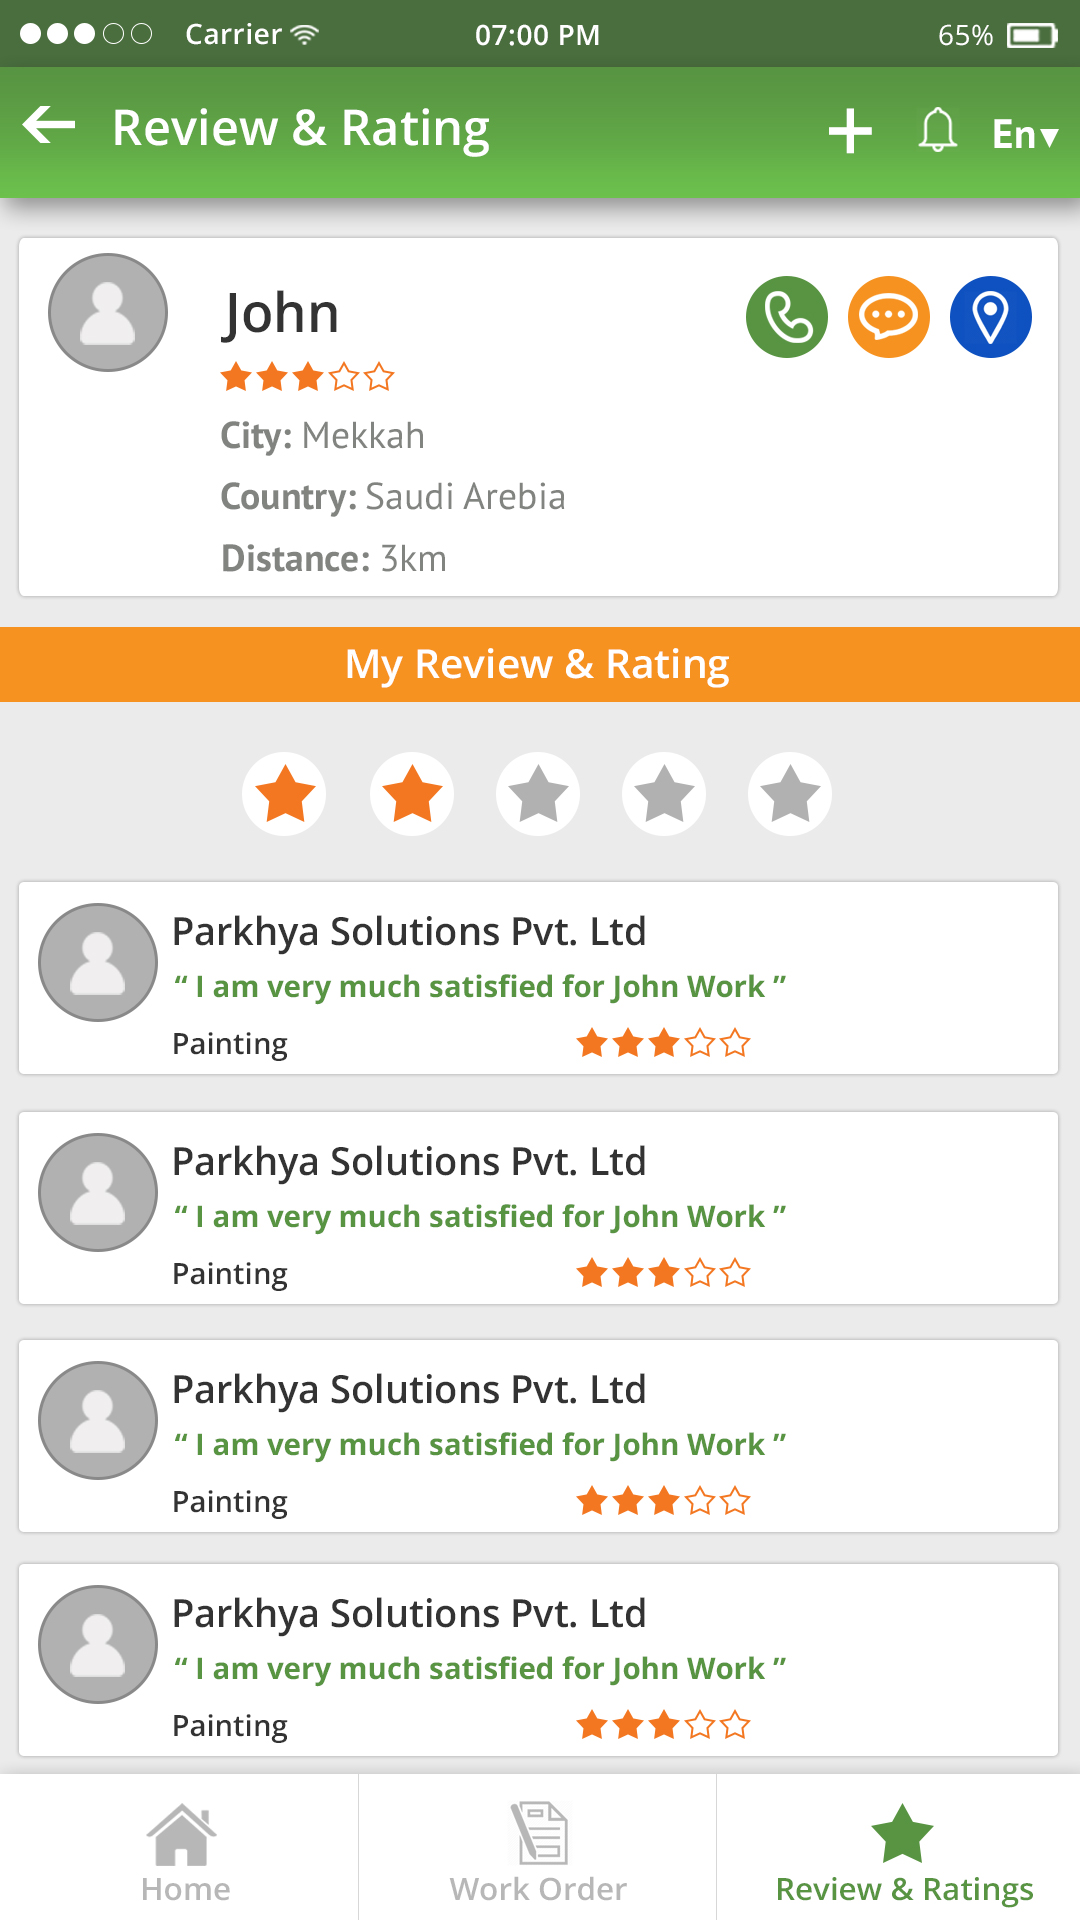 Carrier 07:00 PM 65%
Review & Rating En▾
John
City: Mekkah
Country: Saudi Arebia
Distance: 3km
My Review & Rating
Parkhya Solutions Pvt. Ltd
“ I am very much satisfied for John Work ”
Painting
Parkhya Solutions Pvt. Ltd
“ I am very much satisfied for John Work ”
Painting
Parkhya Solutions Pvt. Ltd
“ I am very much satisfied for John Work ”
Painting
Parkhya Solutions Pvt. Ltd
“ I am very much satisfied for John Work ”
Painting
Home Work Order Review & Ratings